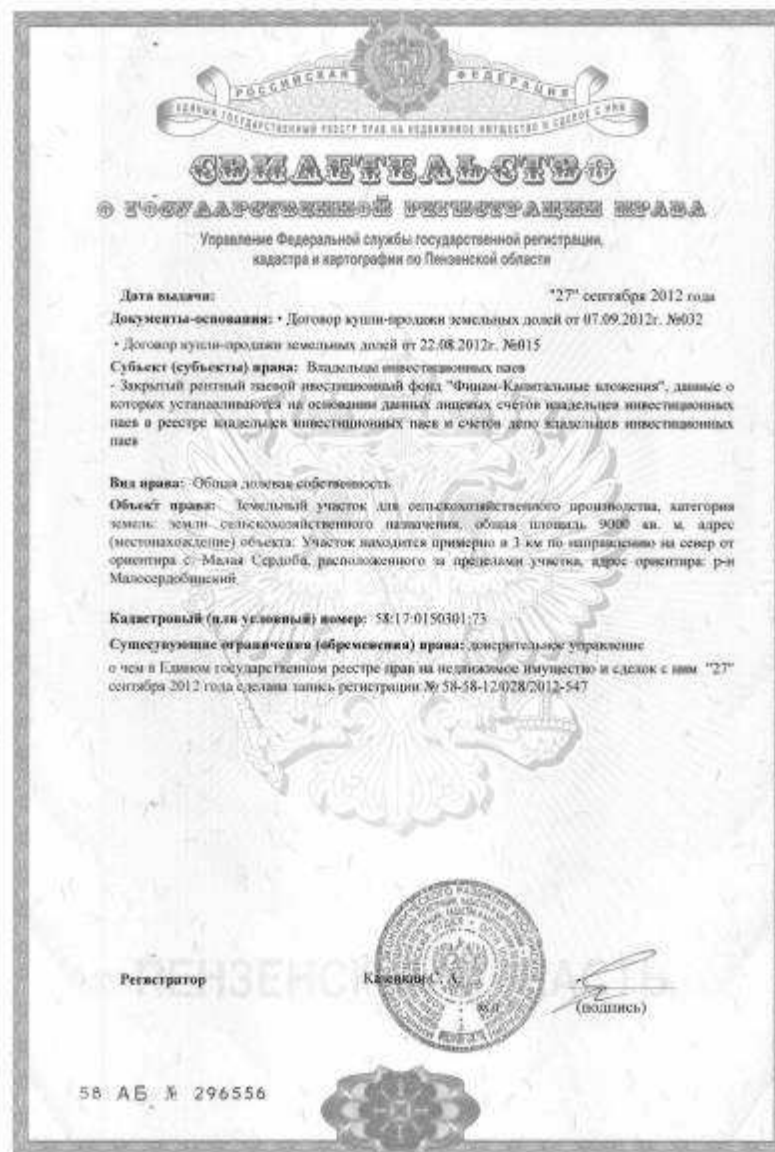 РОССИЙСКАЯ ФЕДЕРАЦИЯ
ЕДИНЫЙ ГОСУДАРСТВЕННЫЙ РЕЕСТР ПРАВ НА НЕДВИЖИМОЕ ИМУЩЕСТВО И СДЕЛОК С НИМ
СВИДЕТЕЛЬСТВО
О ГОСУДАРСТВЕННОЙ РЕГИСТРАЦИИ ПРАВА
Управление Федеральной службы государственной регистрации,
кадастра и картографии по Пензенской области
Дата выдачи: "27" сентября 2012 года
Документы-основания: • Договор купли-продажи земельных долей от 07.09.2012г. №032
• Договор купли-продажи земельных долей от 22.08.2012г. №015
Субъект (субъекты) права: Владельцы инвестиционных паев
- Закрытый рентный паевой инвестиционный фонд "Финам-Капитальные вложения", данные о
которых устанавливаются на основании данных лицевых счетов владельцев инвестиционных
паев в реестре владельцев инвестиционных паев и счетов депо владельцев инвестиционных
паев
Вид права: Общая долевая собственность
Объект права: Земельный участок для сельскохозяйственного производства, категория
земель: земли сельскохозяйственного назначения, общая площадь 9000 кв. м, адрес
(местонахождение) объекта: Участок находится примерно в 3 км по направлению на север от
ориентира с. Малая Сердоба, расположенного за пределами участка, адрес ориентира: р-н
Малосердобинский
Кадастровый (или условный) номер: 58:17:0150301:73
Существующие ограничения (обременения) права: доверительное управление
о чем в Едином государственном реестре прав на недвижимое имущество и сделок с ним "27"
сентября 2012 года сделана запись регистрации № 58-58-12/028/2012-547
Регистратор
(подпись)
58 АБ № 296556